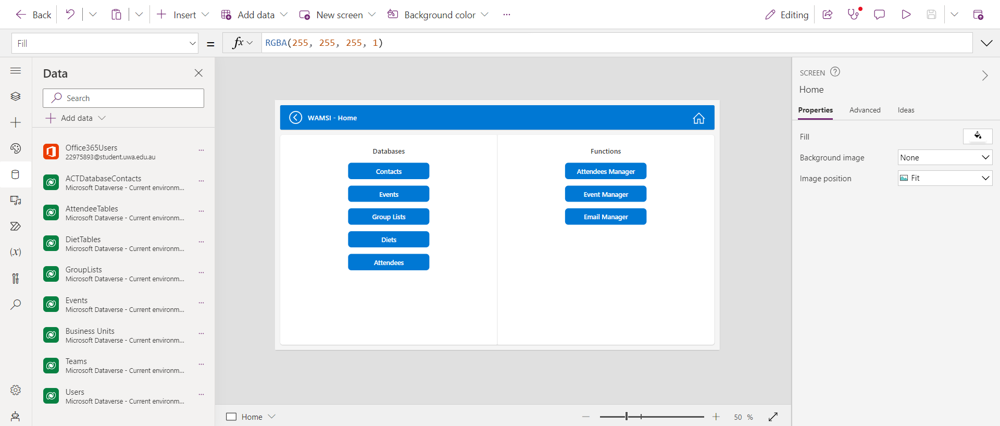 Back
Insert
Add data
New screen
Background color
...
Editing
Fill
=
fx
RGBA(255, 255, 255, 1)
Data
Search
Add data
Office365Users
22975893@student.uwa.edu.au
ACTDatabaseContacts
Microsoft Dataverse - Current environm...
AttendeeTables
Microsoft Dataverse - Current environm...
DietTables
Microsoft Dataverse - Current environm...
GroupLists
Microsoft Dataverse - Current environm...
Events
Microsoft Dataverse - Current environm...
Business Units
Microsoft Dataverse - Current environm...
Teams
Microsoft Dataverse - Current environm...
Users
Microsoft Dataverse - Current environm...
(x)
WAMSI - Home
Databases
Contacts
Events
Group Lists
Diets
Attendees
Functions
Attendees Manager
Event Manager
Email Manager
Home
50 %
SCREEN
Home
Properties Advanced Ideas
Fill
Background image None
Image position Fit